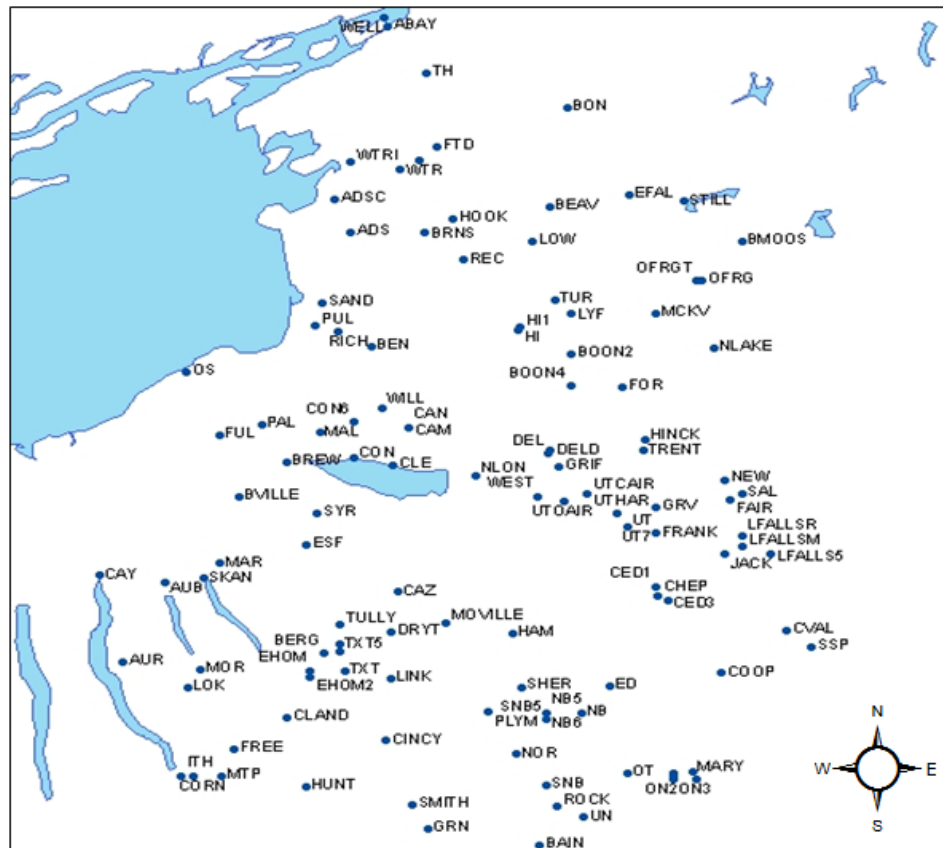 WELL ABAY
TH
BON
FTD
WTRI
WTR
ADSC
EFAL
STILL
BEAV
HOOK
ADS
BRNS
LOW
BMOOS
REC
OFRGT
OFRG
SAND
TUR
LYF
MCKV
PUL
HI1
HI
RICH
BEN
NLAKE
BOON2
OS
BOON4
FOR
WILL
CON6
CAN
CAM
PAL
MAL
FUL
HINCK
DEL
DELD
TRENT
CON
BREW
CLE
GRIF
NLON
WEST
NEW
UTCAIR
SAL
BVILLE
UTHAR
FAIR
UTOAIR
GRV
SYR
UT
LFALLSR
UT7
FRANK
LFALLSM
ESF
JACK
LFALLS5
MAR
CED1
CAY
SKAN
AUB
CHEP
CAZ
CED3
TULLY
MOVILLE
DRYT
HAM
CVAL
BERG
TXT5
SSP
EHOM
AUR
MOR
TXT
COOP
EHOM2
LINK
LOK
SHER
ED
SNB5
NB5
NB
PLYM
NB6
CLAND
N
CINCY
FREE
NOR
W
E
ITH
MTP
OT
MARY
CORN
HUNT
SNB
ON2
ON3
SMITH
ROCK
UN
S
GRN
BAIN